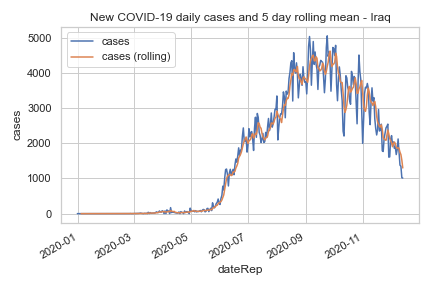 New COVID-19 daily cases and 5 day rolling mean - Iraq
cases
cases (rolling)
5000
4000
3000
2000
1000
0
cases
2020-01
2020-03
2020-05
2020-07
2020-09
2020-11
dateRep